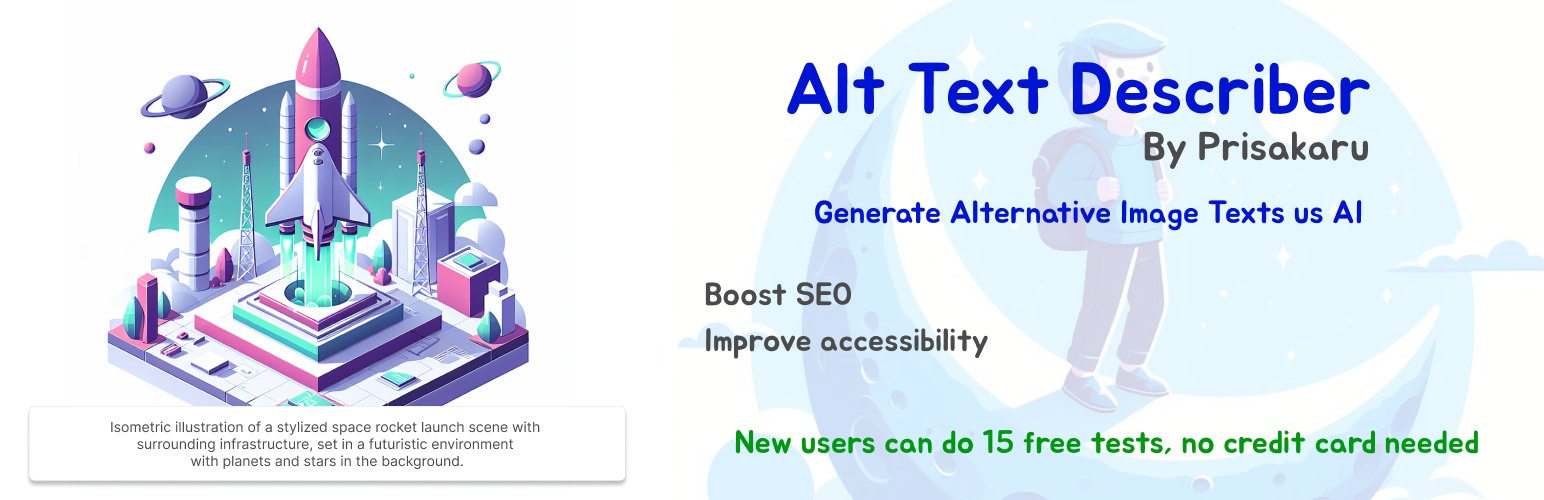 Alt Text Describer
By Prisakaru
Generate Alternative Image Texts us AI
Boost SEO
Improve accessibility
New users can do 15 free tests, no credit card needed
Isometric illustration of a stylized space rocket launch scene with
surrounding infrastructure, set in a futuristic environment
with planets and stars in the background.